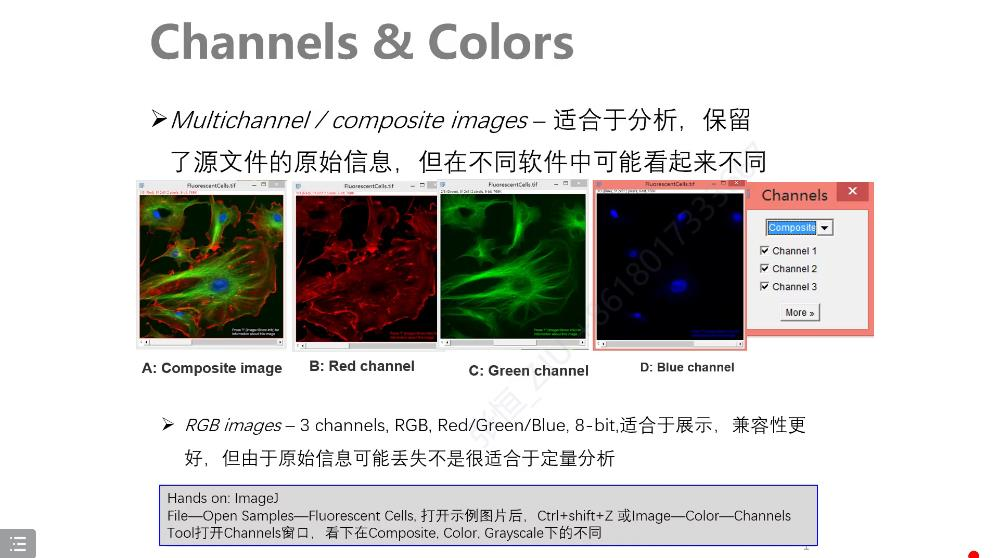 Channels & Colors
➢Multichannel / composite images – 适合于分析，保留
了源文件的原始信息，但在不同软件中可能看起来不同
FluorescentCells.tif
FluorescentCells.tif
FluorescentCells.tif
FluorescentCells.tif
Channels
Composite
Channel 1
Channel 2
Channel 3
More »
A: Composite image
B: Red channel
C: Green channel
D: Blue channel
➢ RGB images – 3 channels, RGB, Red/Green/Blue, 8-bit,适合于展示，兼容性更
好，但由于原始信息可能丢失不是很适合于定量分析
Hands on: ImageJ
File—Open Samples—Fluorescent Cells, 打开示例图片后，Ctrl+shift+Z 或Image—Color—Channels
Tool打开Channels窗口，看下在Composite, Color, Grayscale下的不同